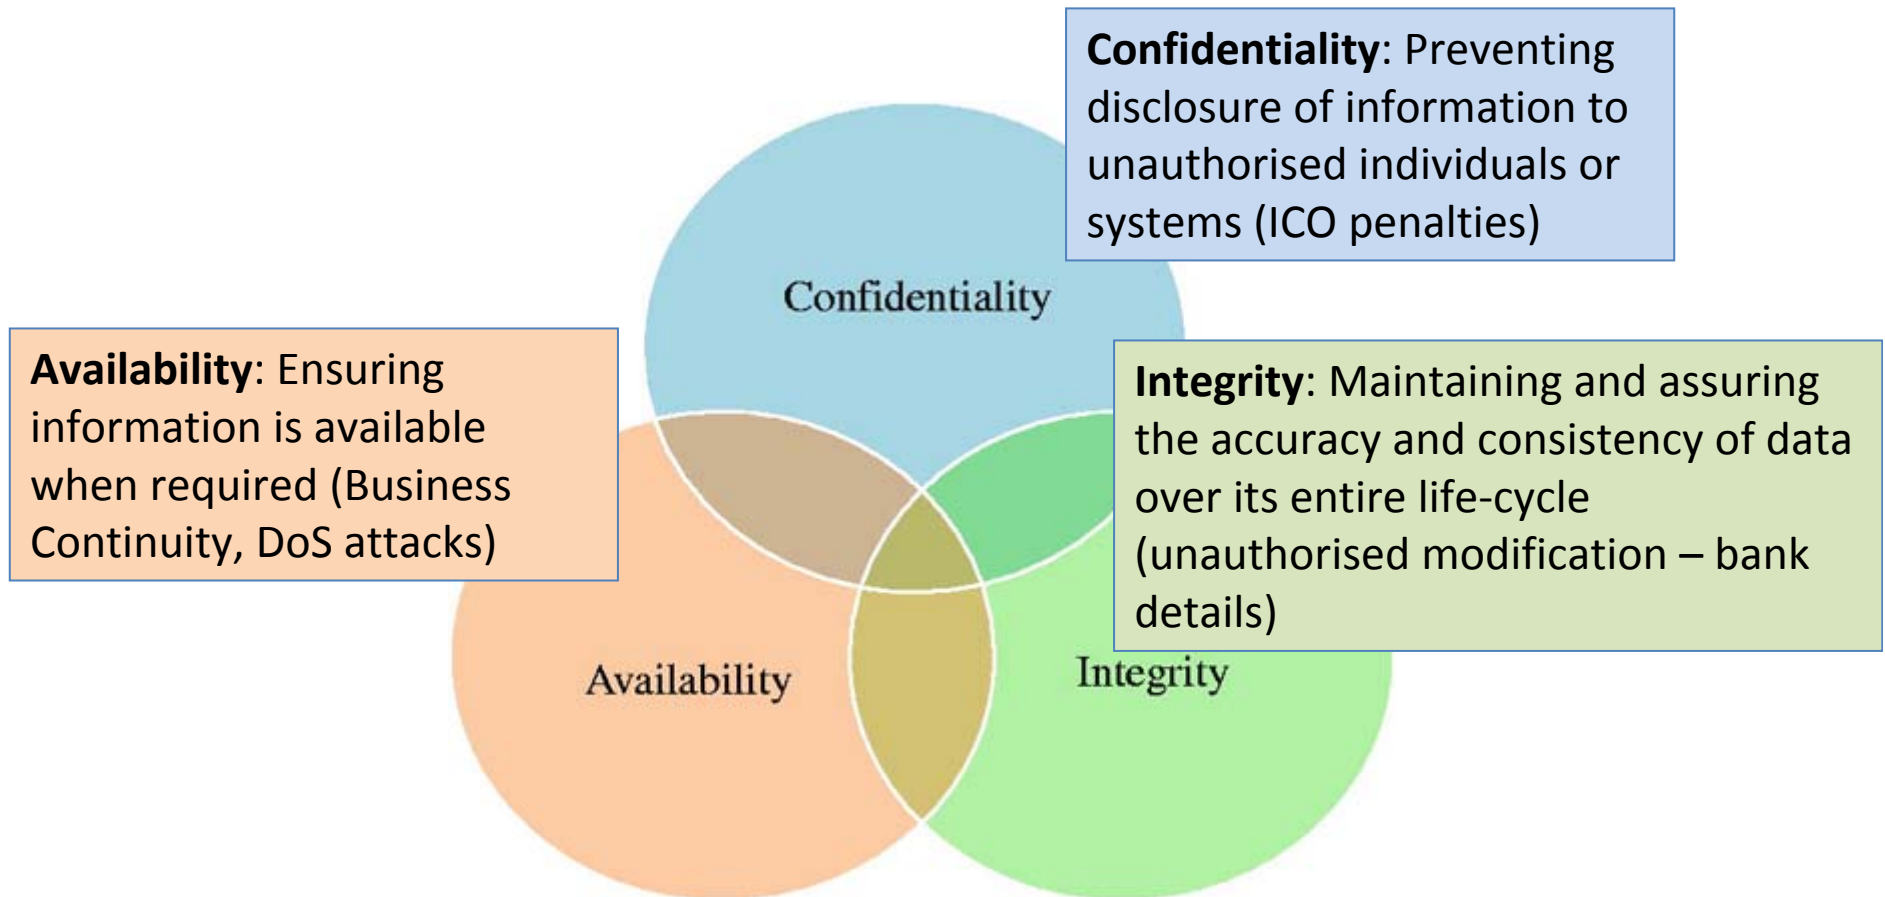 Confidentiality: Preventing
disclosure of information to
unauthorised individuals or
systems (ICO penalties)
Confidentiality
Availability: Ensuring
information is available
when required (Business
Continuity, DoS attacks)
Integrity: Maintaining and assuring
the accuracy and consistency of data
over its entire life-cycle
(unauthorised modification – bank
details)
Availability
Integrity